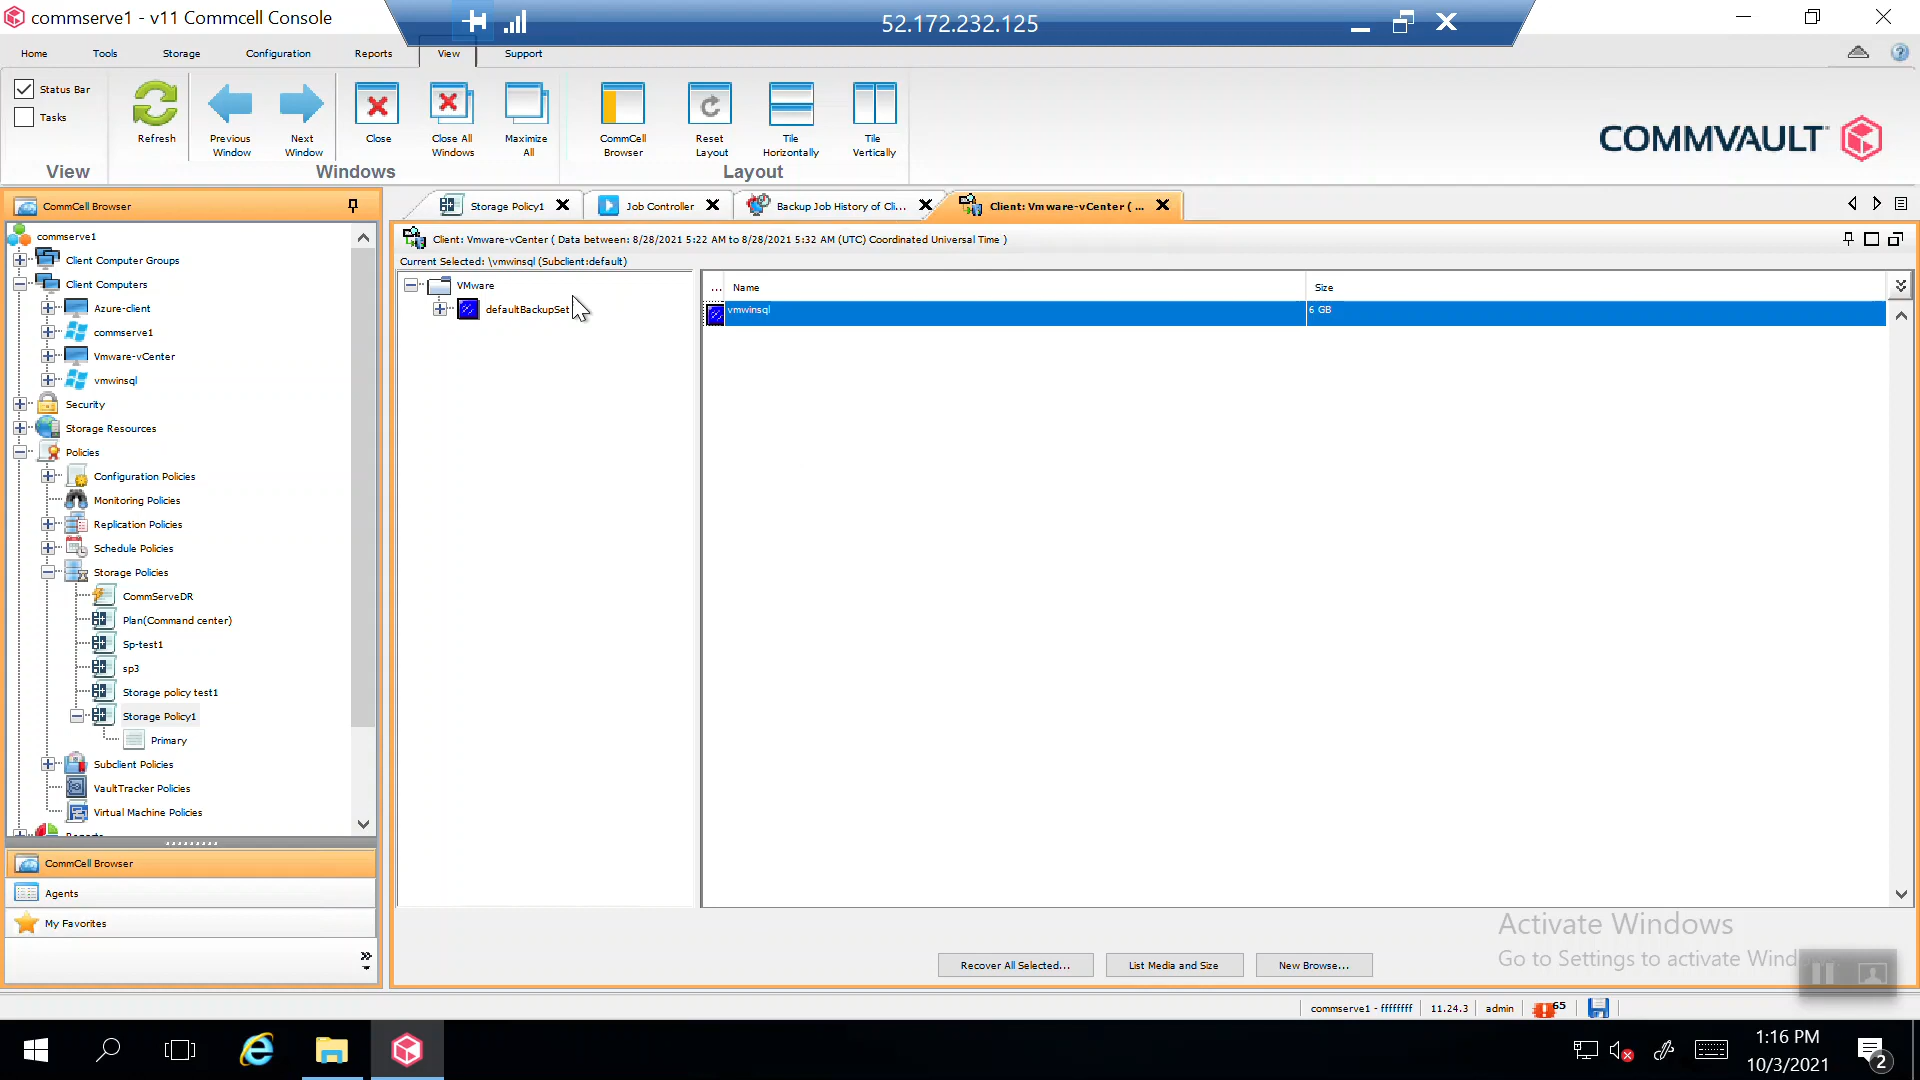 commserve1 - v11 Commcell Console
52.172.232.125
Home Tools Storage Configuration Reports View Support
Status Bar
Tasks
Refresh
Previous Window
Next Window
Close
Close All Windows
Maximize All
CommCell Browser
Reset Layout
Tile Horizontally
Tile Vertically
View Windows Layout
COMMVAULT
CommCell Browser
Storage Policy1
Job Controller
Backup Job History of Cli...
Client: Vmware-vCenter ( ...
Client: Vmware-vCenter ( Data between: 8/28/2021 5:22 AM to 8/28/2021 5:32 AM (UTC) Coordinated Universal Time )
Current Selected: \vmwinsql (Subclient:default)
commserve1
Client Computer Groups
Client Computers
Azure-client
commserve1
Vmware-vCenter
vmwinsql
Security
Storage Resources
Policies
Configuration Policies
Monitoring Policies
Replication Policies
Schedule Policies
Storage Policies
CommServeDR
Plan(Command center)
Sp-test1
sp3
Storage policy test1
Storage Policy1
Primary
Subclient Policies
VaultTracker Policies
Virtual Machine Policies
CommCell Browser
Agents
My Favorites
VMware
defaultBackupSet
... Name Size
vmwinsql 6 GB
Recover All Selected...
List Media and Size
New Browse...
Activate Windows
Go to Settings to activate
commserve1 - ffffffff 11.24.3 admin 65
1:16 PM
10/3/2021
2